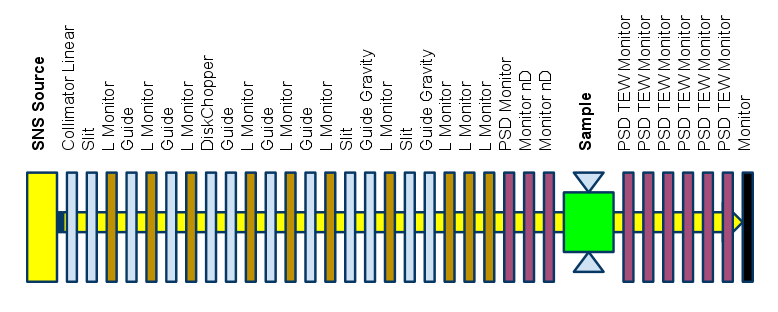 SNS Source
Collimator Linear
Slit
L Monitor
Guide
L Monitor
Guide
L Monitor
DiskChopper
Guide
L Monitor
Guide
L Monitor
Guide
L Monitor
Slit
Guide Gravity
L Monitor
Slit
Guide Gravity
L Monitor
L Monitor
L Monitor
PSD Monitor
Monitor nD
Monitor nD
Sample
PSD TEW Monitor
PSD TEW Monitor
PSD TEW Monitor
PSD TEW Monitor
PSD TEW Monitor
PSD TEW Monitor
Monitor